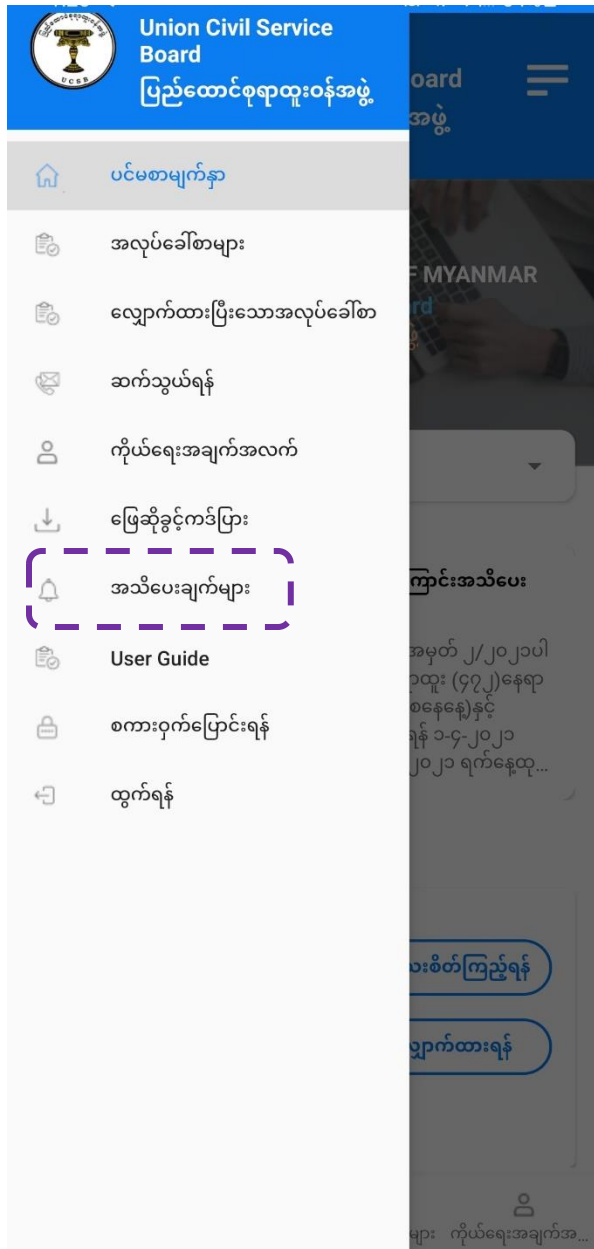 Union Civil Service
Board
ပြည်ထောင်စုရာထူးဝန်အဖွဲ့
UCSB
oard
အဖွဲ့
ပင်မစာမျက်နှာ
အလုပ်ခေါ်စာများ
F MYANMAR
rd
လျှောက်ထားပြီးသောအလုပ်ခေါ်စာ
ဆက်သွယ်ရန်
ကိုယ်ရေးအချက်အလက်
ဖြေဆိုခွင့်ကဒ်ပြား
အသိပေးချက်များ
ကြာင်းအသိပေး
User Guide
အမှတ် ၂/၂၀၂၁ပါ
ာထူး (၄၇၂)နေရာ
စနေနေ့)နှင့်
စကားဝှက်ပြောင်းရန်
ရန် ၁-၄-၂၀၂၁
၂၀၂၁ ရက်နေ့ထု...
ထွက်ရန်
သးစိတ်ကြည့်ရန်
လျှောက်ထားရန်
များ ကိုယ်ရေးအချက်အ...